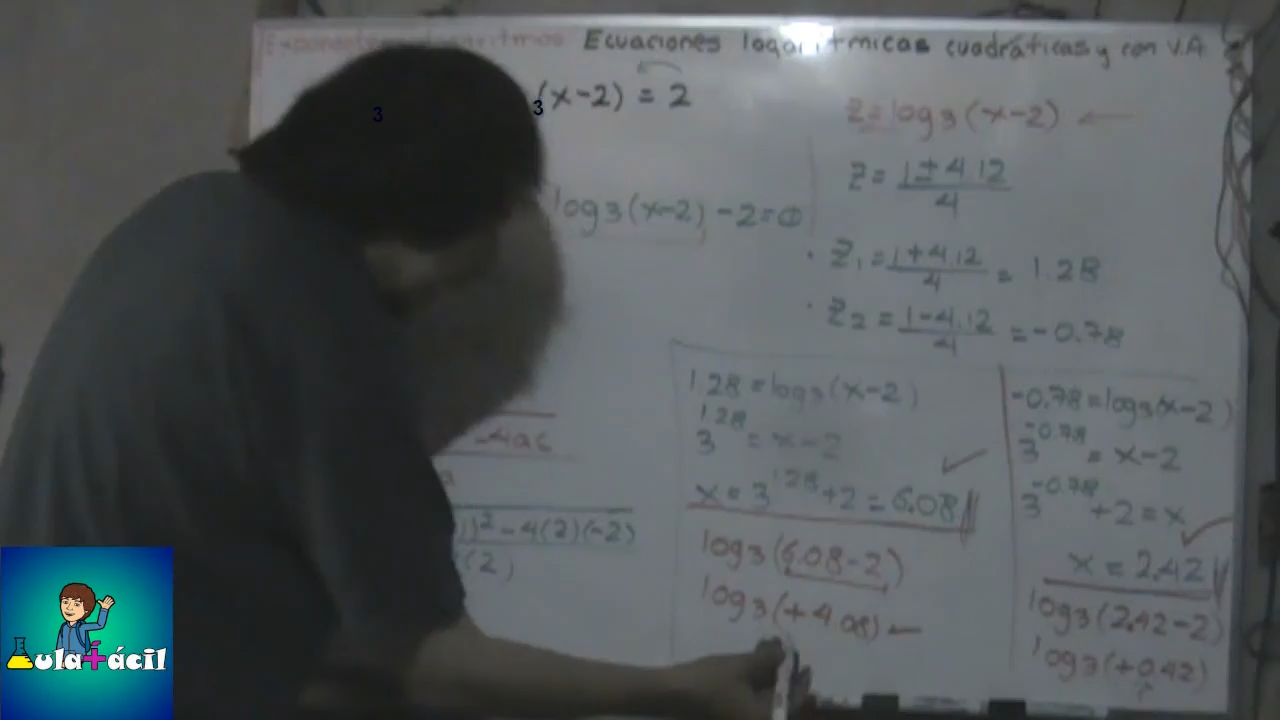 Exponentes logaritmos Ecuaciones logarítmicas cuadráticas y con V.A
3 3(x-2) = 2
log3(x-2) -2=0
-4ac
)²-4(2)(-2)
(2)
z=log3(x-2)
z= 1±4.12
4
z1=1+4.12 = 1.28
4
z2=1-4.12 =-0.78
4
1.28=log3(x-2)
3^1.28 = x-2
x=3^1.28+2=6.08
log3(6.08-2)
log3(+4.08)
-0.78=log3(x-2)
3^-0.78 = x-2
3^-0.78+2=x
x=2.42
log3(2.42-2)
log3(+0.42)
Aula+ácil